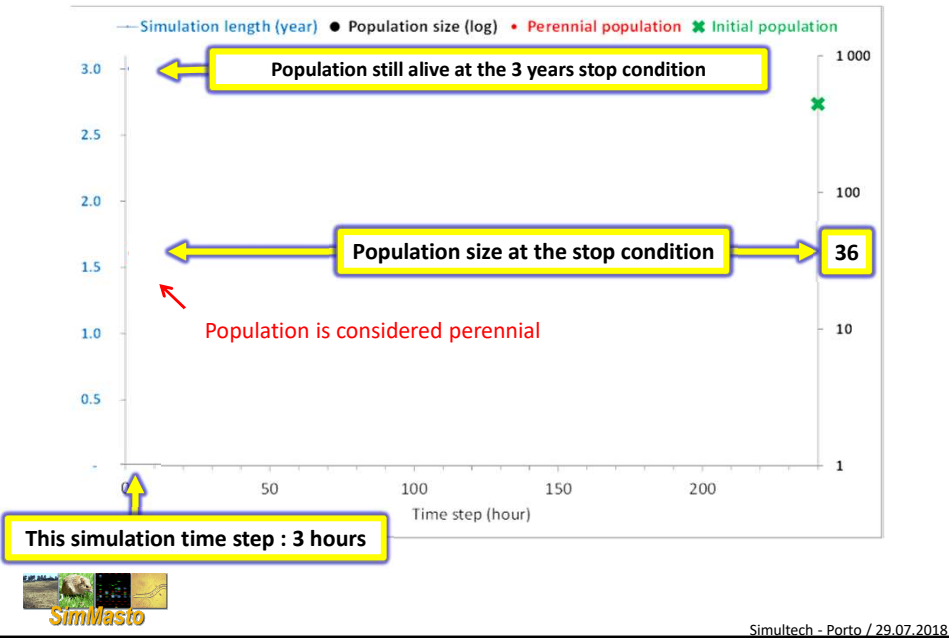 Simulation length (year) Population size (log) Perennial population Initial population
3.0 Population still alive at the 3 years stop condition 1 000
2.5
2.0 100
Population size at the stop condition 36
1.5
Population is considered perennial
1.0 10
0.5
- 1
0 50 100 150 200
Time step (hour)
This simulation time step : 3 hours
SimMasto
Simultech - Porto / 29.07.2018